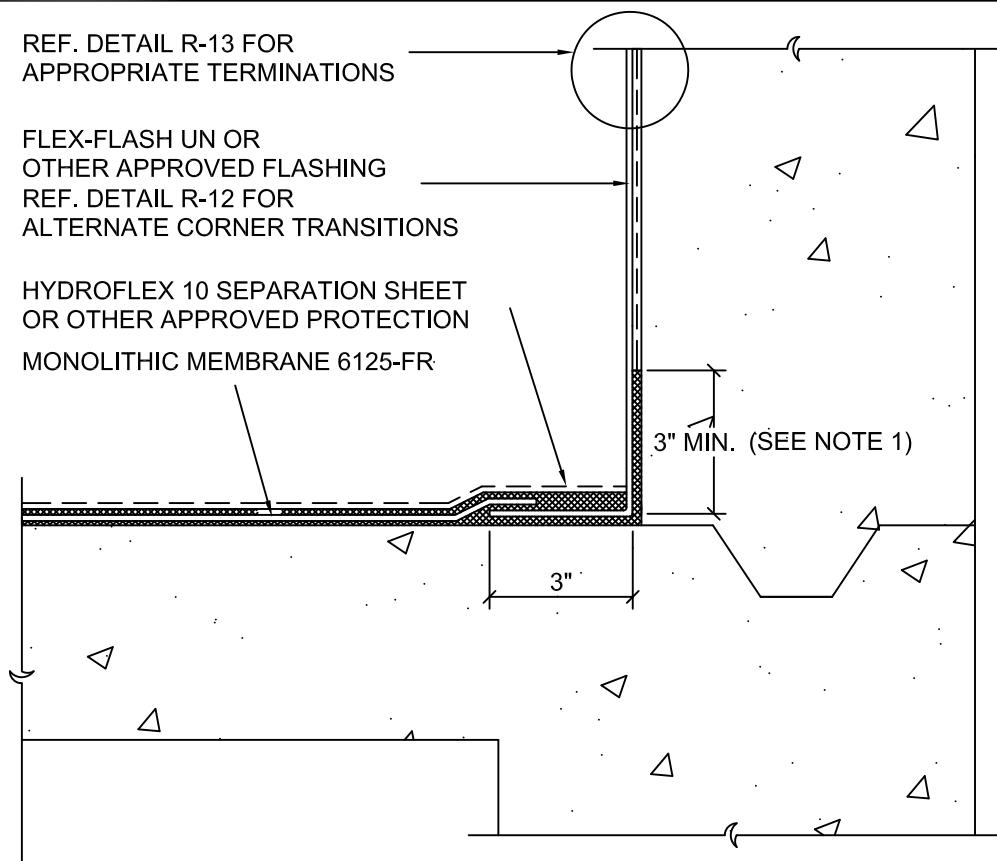 REF. DETAIL R-13 FOR
APPROPRIATE TERMINATIONS
FLEX-FLASH UN OR
OTHER APPROVED FLASHING
REF. DETAIL R-12 FOR
ALTERNATE CORNER TRANSITIONS
HYDROFLEX 10 SEPARATION SHEET
OR OTHER APPROVED PROTECTION
MONOLITHIC MEMBRANE 6125-FR
3" MIN. (SEE NOTE 1)
3"